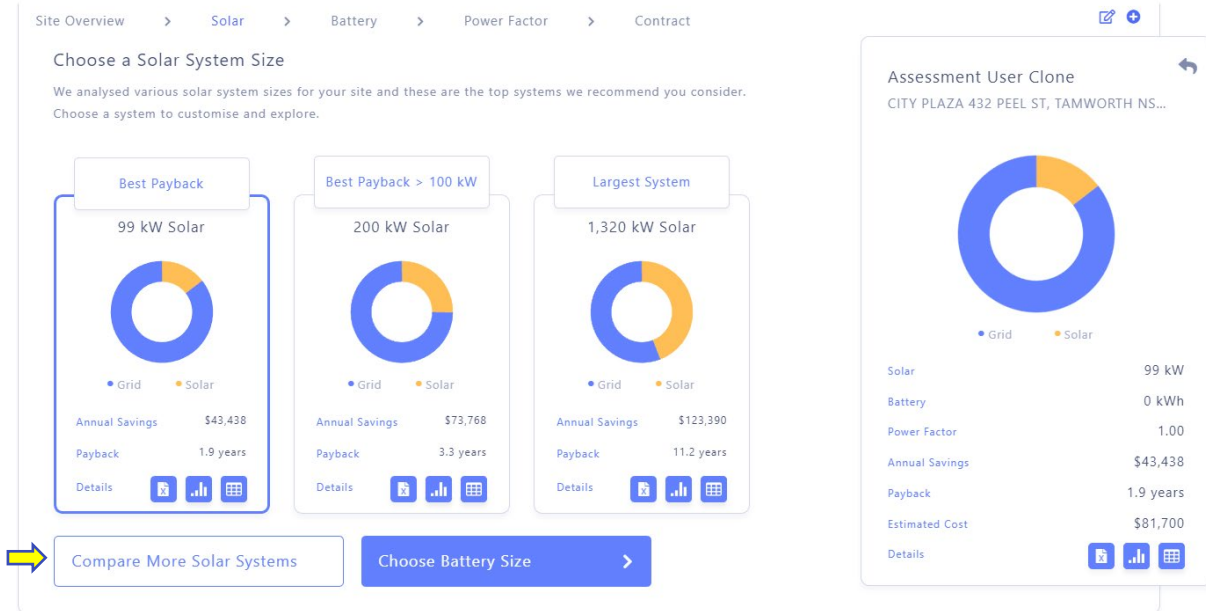 Site Overview > Solar > Battery > Power Factor > Contract
Choose a Solar System Size
We analysed various solar system sizes for your site and these are the top systems we recommend you consider.
Choose a system to customise and explore.
Best Payback
99 kW Solar
Grid Solar
Annual Savings $43,438
Payback 1.9 years
Details
Best Payback > 100 kW
200 kW Solar
Grid Solar
Annual Savings $73,768
Payback 3.3 years
Details
Largest System
1,320 kW Solar
Grid Solar
Annual Savings $123,390
Payback 11.2 years
Details
Compare More Solar Systems
Choose Battery Size >
Assessment User Clone
CITY PLAZA 432 PEEL ST, TAMWORTH NS...
Grid Solar
Solar 99 kW
Battery 0 kWh
Power Factor 1.00
Annual Savings $43,438
Payback 1.9 years
Estimated Cost $81,700
Details